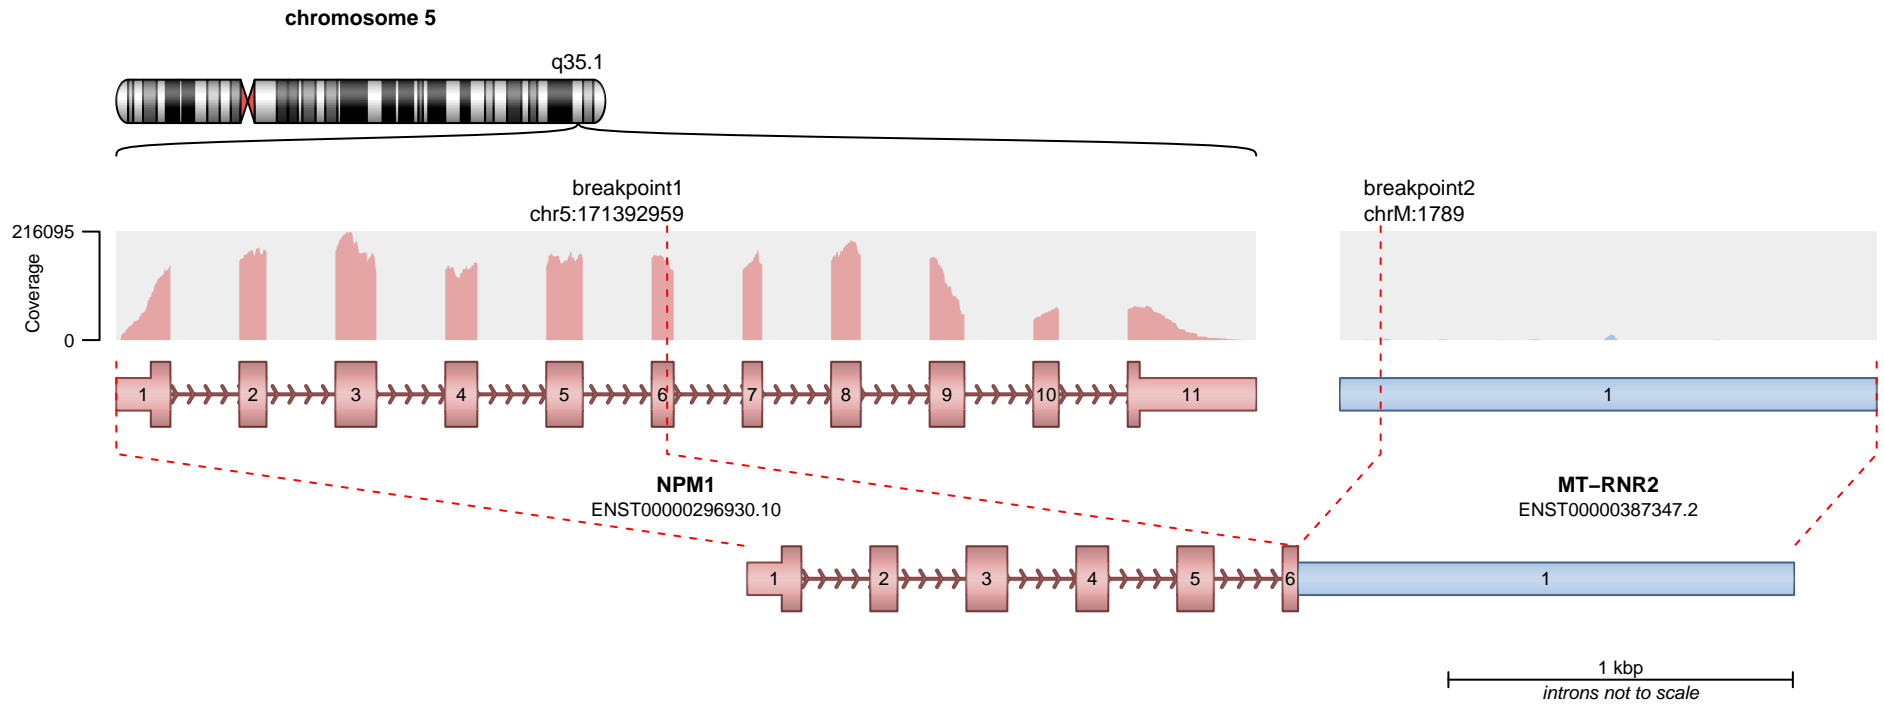 chromosome 5
q35.1
breakpoint1
chr5:171392959
breakpoint2
chrM:1789
216095
Coverage
0
1 2 3 4 5 6 7 8 9 10 11
1
NPM1
ENST00000296930.10
MT−RNR2
ENST00000387347.2
1 2 3 4 5 6 1
1 kbp
introns not to scale